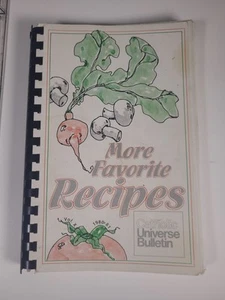 More
Favorite
Recipes
Catholic
Universe
Bulletin